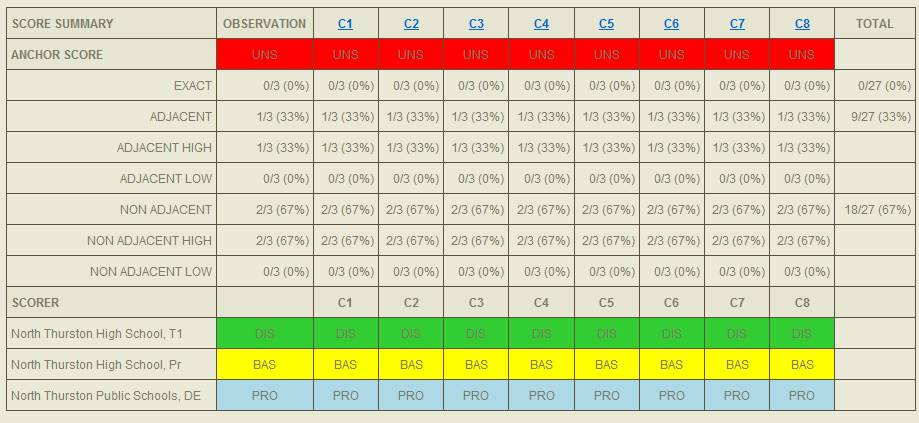 SCORE SUMMARY OBSERVATION C1 C2 C3 C4 C5 C6 C7 C8 TOTAL
ANCHOR SCORE UNS UNS UNS UNS UNS UNS UNS UNS UNS
EXACT 0/3 (0%) 0/3 (0%) 0/3 (0%) 0/3 (0%) 0/3 (0%) 0/3 (0%) 0/3 (0%) 0/3 (0%) 0/3 (0%) 0/27 (0%)
ADJACENT 1/3 (33%) 1/3 (33%) 1/3 (33%) 1/3 (33%) 1/3 (33%) 1/3 (33%) 1/3 (33%) 1/3 (33%) 1/3 (33%) 9/27 (33%)
ADJACENT HIGH 1/3 (33%) 1/3 (33%) 1/3 (33%) 1/3 (33%) 1/3 (33%) 1/3 (33%) 1/3 (33%) 1/3 (33%) 1/3 (33%)
ADJACENT LOW 0/3 (0%) 0/3 (0%) 0/3 (0%) 0/3 (0%) 0/3 (0%) 0/3 (0%) 0/3 (0%) 0/3 (0%) 0/3 (0%)
NON ADJACENT 2/3 (67%) 2/3 (67%) 2/3 (67%) 2/3 (67%) 2/3 (67%) 2/3 (67%) 2/3 (67%) 2/3 (67%) 2/3 (67%) 18/27 (67%)
NON ADJACENT HIGH 2/3 (67%) 2/3 (67%) 2/3 (67%) 2/3 (67%) 2/3 (67%) 2/3 (67%) 2/3 (67%) 2/3 (67%) 2/3 (67%)
NON ADJACENT LOW 0/3 (0%) 0/3 (0%) 0/3 (0%) 0/3 (0%) 0/3 (0%) 0/3 (0%) 0/3 (0%) 0/3 (0%) 0/3 (0%)
SCORER C1 C2 C3 C4 C5 C6 C7 C8
North Thurston High School, T1 DIS DIS DIS DIS DIS DIS DIS DIS DIS
North Thurston High School, Pr BAS BAS BAS BAS BAS BAS BAS BAS BAS
North Thurston Public Schools, DE PRO PRO PRO PRO PRO PRO PRO PRO PRO